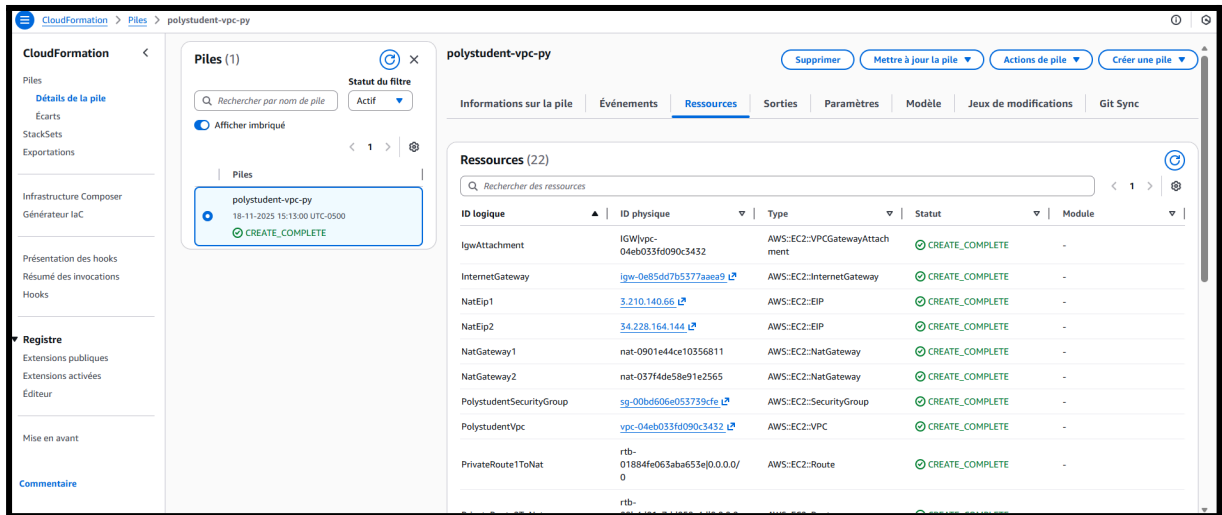 CloudFormation > Piles > polystudent-vpc-py
CloudFormation
Piles
Détails de la pile
Écarts
StackSets
Exportations
Infrastructure Composer
Générateur IaC
Présentation des hooks
Résumé des invocations
Hooks
Registre
Extensions publiques
Extensions activées
Éditeur
Mise en avant
Commentaire
Piles (1)
Statut du filtre
Rechercher par nom de pile
Actif
Afficher imbriqué
1
Piles
polystudent-vpc-py
18-11-2025 15:13:00 UTC-0500
CREATE_COMPLETE
polystudent-vpc-py
Supprimer Mettre à jour la pile Actions de pile Créer une pile
Informations sur la pile Événements Ressources Sorties Paramètres Modèle Jeux de modifications Git Sync
Ressources (22)
Rechercher des ressources
1
ID logique ID physique Type Statut Module
IgwAttachment IGW|vpc-04eb033fd090c3432 AWS::EC2::VPCGatewayAttachment CREATE_COMPLETE -
InternetGateway igw-0e85dd7b5377aaea9 AWS::EC2::InternetGateway CREATE_COMPLETE -
NatEip1 3.210.140.66 AWS::EC2::EIP CREATE_COMPLETE -
NatEip2 34.228.164.144 AWS::EC2::EIP CREATE_COMPLETE -
NatGateway1 nat-0901e44ce10356811 AWS::EC2::NatGateway CREATE_COMPLETE -
NatGateway2 nat-037f4de58e91e2565 AWS::EC2::NatGateway CREATE_COMPLETE -
PolystudentSecurityGroup sg-00bd606e053739cfe AWS::EC2::SecurityGroup CREATE_COMPLETE -
PolystudentVpc vpc-04eb033fd090c3432 AWS::EC2::VPC CREATE_COMPLETE -
PrivateRoute1ToNat rtb-01884fe063aba653e|0.0.0.0/0 AWS::EC2::Route CREATE_COMPLETE -
rtb-